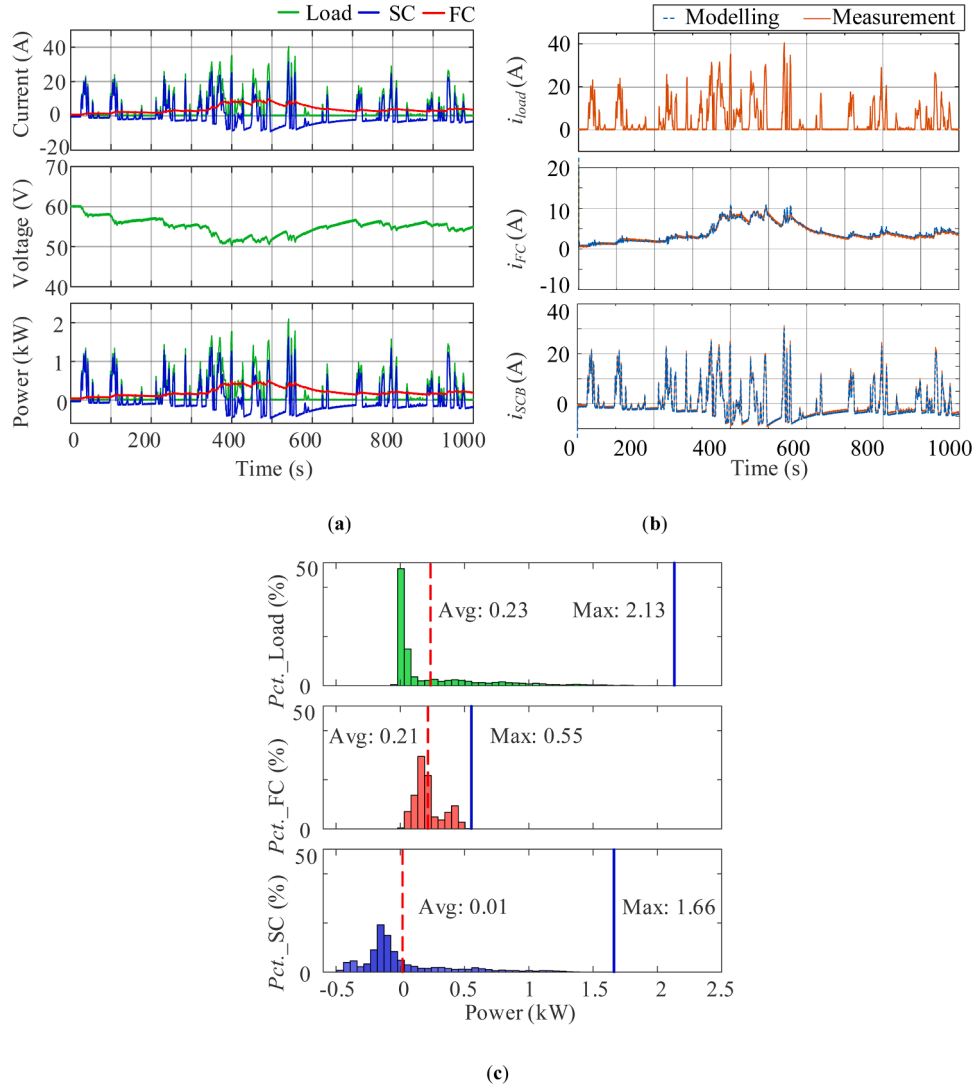 Load SC FC
Current (A)
60
40
20
0
-20
Voltage (V)
70
60
50
40
Power (kW)
2
1
0
0 200 400 600 800 1000
Time (s)
(a)
Modelling Measurement
i_load (A)
40
20
0
i_FC (A)
20
10
0
-10
i_SCB (A)
40
20
0
0 200 400 600 800 1000
Time (s)
(b)
Pct._Load (%)
50
0
Avg: 0.23 Max: 2.13
Pct._FC (%)
50
0
Avg: 0.21 Max: 0.55
Pct._SC (%)
50
0
Avg: 0.01 Max: 1.66
-0.5 0 0.5 1 1.5 2 2.5
Power (kW)
(c)